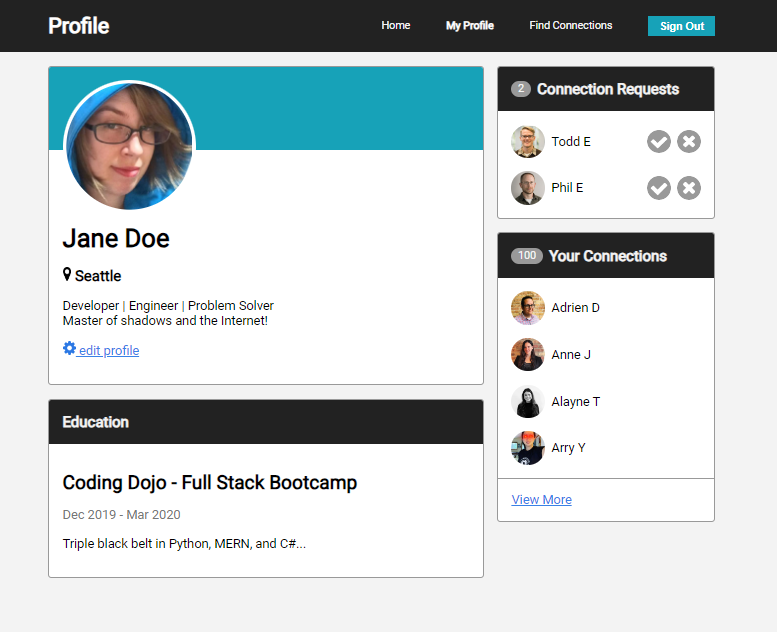 Profile
Home
My Profile
Find Connections
Sign Out
Jane Doe
Seattle
Developer | Engineer | Problem Solver
Master of shadows and the Internet!
edit profile
Education
Coding Dojo - Full Stack Bootcamp
Dec 2019 - Mar 2020
Triple black belt in Python, MERN, and C#...
2 Connection Requests
Todd E
Phil E
100 Your Connections
Adrien D
Anne J
Alayne T
Arry Y
View More